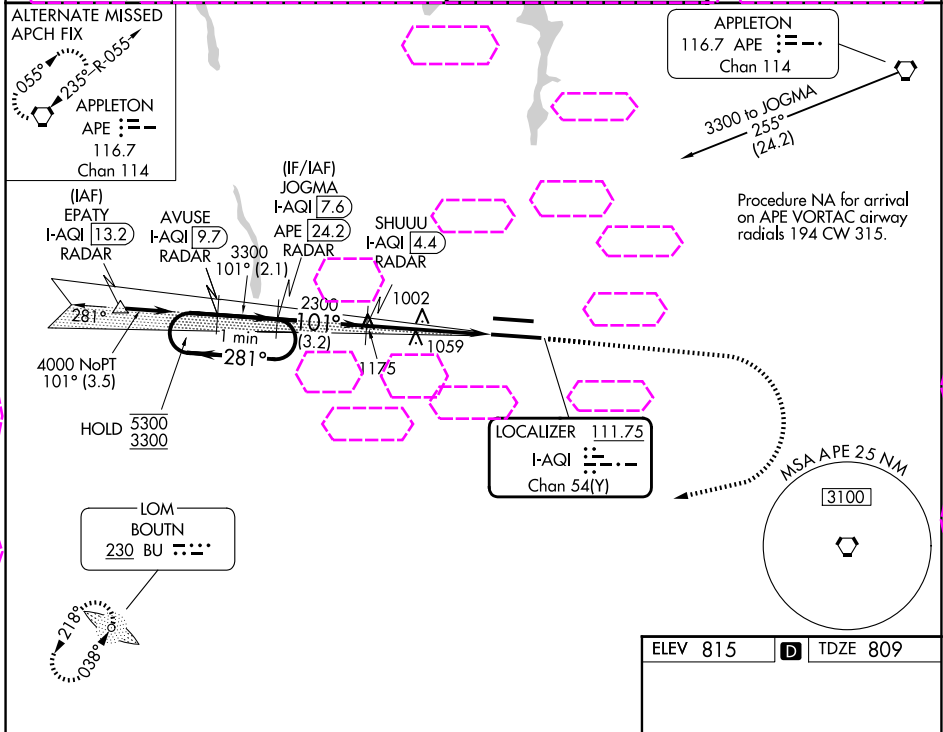 ALTERNATE MISSED
APCH FIX
055°
235°
R-055
APPLETON
APE
116.7
Chan 114
APPLETON
116.7 APE
Chan 114
3300 to JOGMA
255°
(24.2)
Procedure NA for arrival
on APE VORTAC airway
radials 194 CW 315.
(IAF)
EPATY
I-AQI 13.2
RADAR
AVUSE
I-AQI 9.7
RADAR
(IF/IAF)
JOGMA
I-AQI 7.6
APE 24.2
RADAR
SHUUU
I-AQI 4.4
RADAR
3300
101° (2.1)
281°
2300
101°
(3.2)
1002
1059
1175
1 min
281°
4000 NoPT
101° (3.5)
HOLD 5300
3300
LOCALIZER 111.75
I-AQI
Chan 54(Y)
MSA APE 25 NM
3100
LOM
BOUTN
230 BU
218°
038°
ELEV 815 D TDZE 809